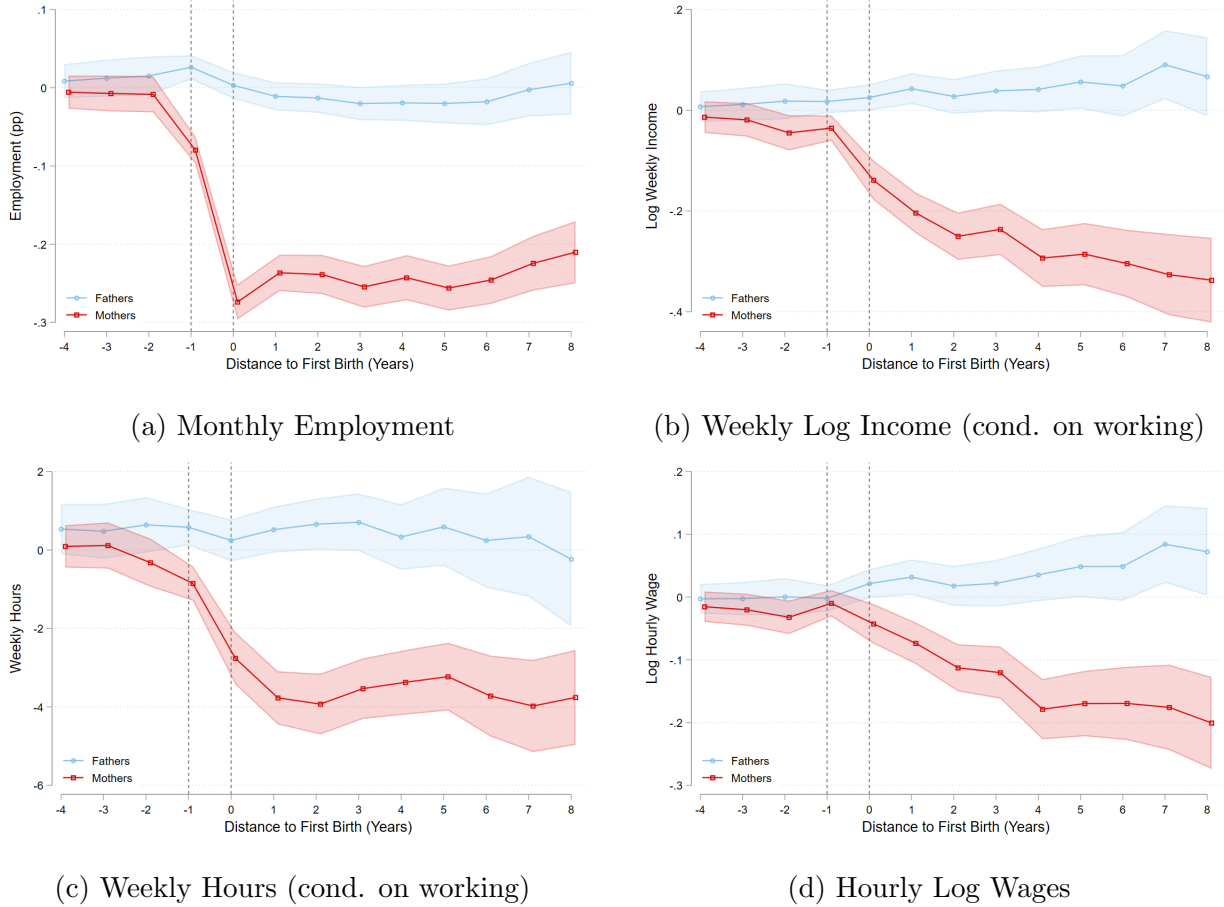 .1
0
-.1
-.2
-.3
Employment (pp)
Fathers
Mothers
-4 -3 -2 -1 0 1 2 3 4 5 6 7 8
Distance to First Birth (Years)
(a) Monthly Employment
.2
0
-.2
-.4
Log Weekly Income
Fathers
Mothers
-4 -3 -2 -1 0 1 2 3 4 5 6 7 8
Distance to First Birth (Years)
(b) Weekly Log Income (cond. on working)
2
0
-2
-4
-6
Weekly Hours
Fathers
Mothers
-4 -3 -2 -1 0 1 2 3 4 5 6 7 8
Distance to First Birth (Years)
(c) Weekly Hours (cond. on working)
.2
.1
0
-.1
-.2
-.3
Log Hourly Wage
Fathers
Mothers
-4 -3 -2 -1 0 1 2 3 4 5 6 7 8
Distance to First Birth (Years)
(d) Hourly Log Wages